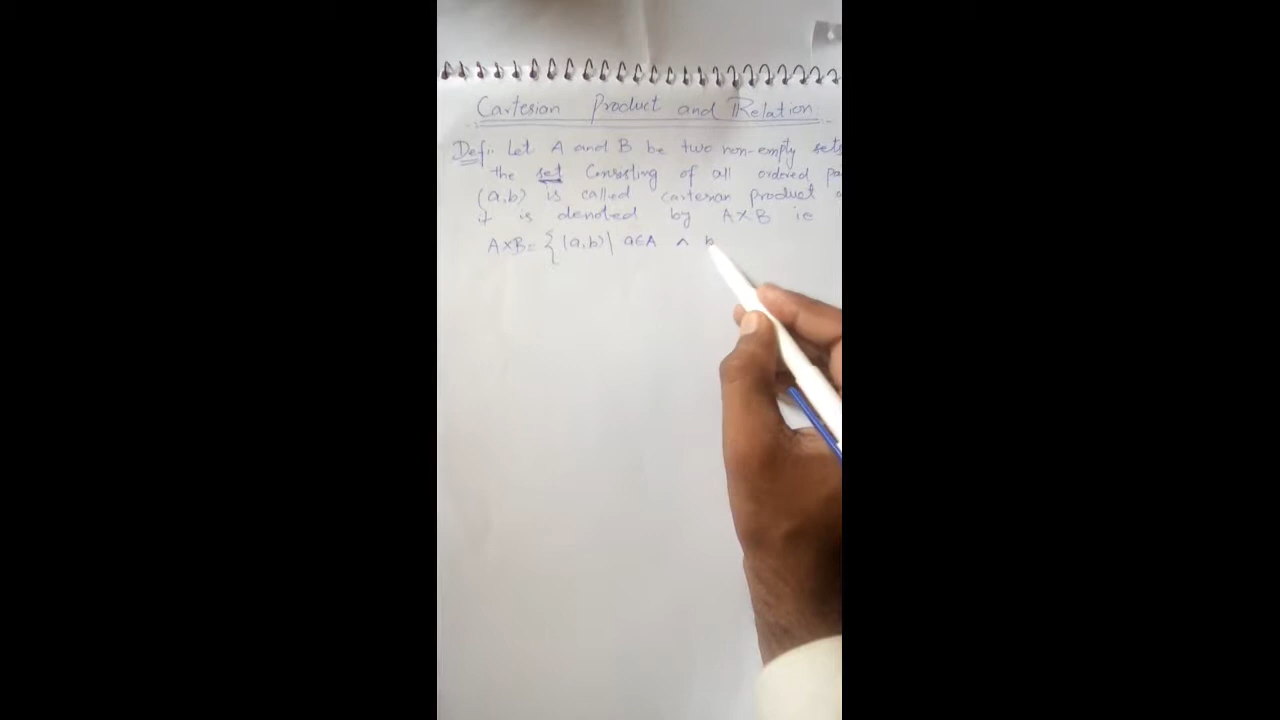 Cartesian Product and Relation
Def:- Let A and B be two non-empty sets
the set Consisting of all ordered pa
(a,b) is called cartesian product
it is denoted by A×B ie
A×B= { (a,b) | a∈A ∧ b